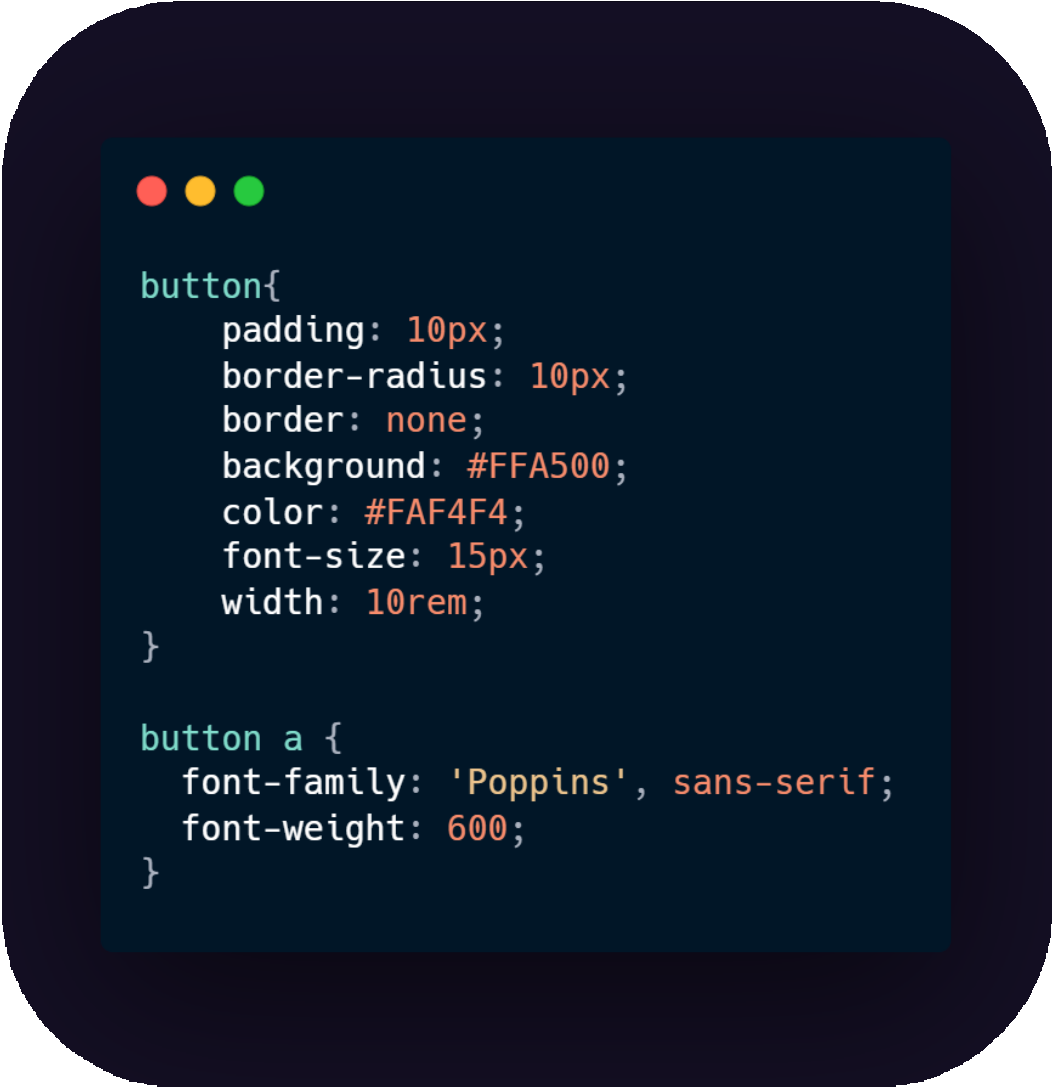 button{
    padding: 10px;
    border-radius: 10px;
    border: none;
    background: #FFA500;
    color: #FAF4F4;
    font-size: 15px;
    width: 10rem;
}

button a {
  font-family: 'Poppins', sans-serif;
  font-weight: 600;
}